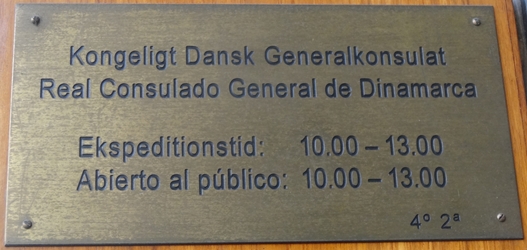 Kongeligt Dansk Generalkonsulat
Real Consulado General de Dinamarca
Ekspeditionstid: 10.00 – 13.00
Abierto al público: 10.00 – 13.00
4º 2ª